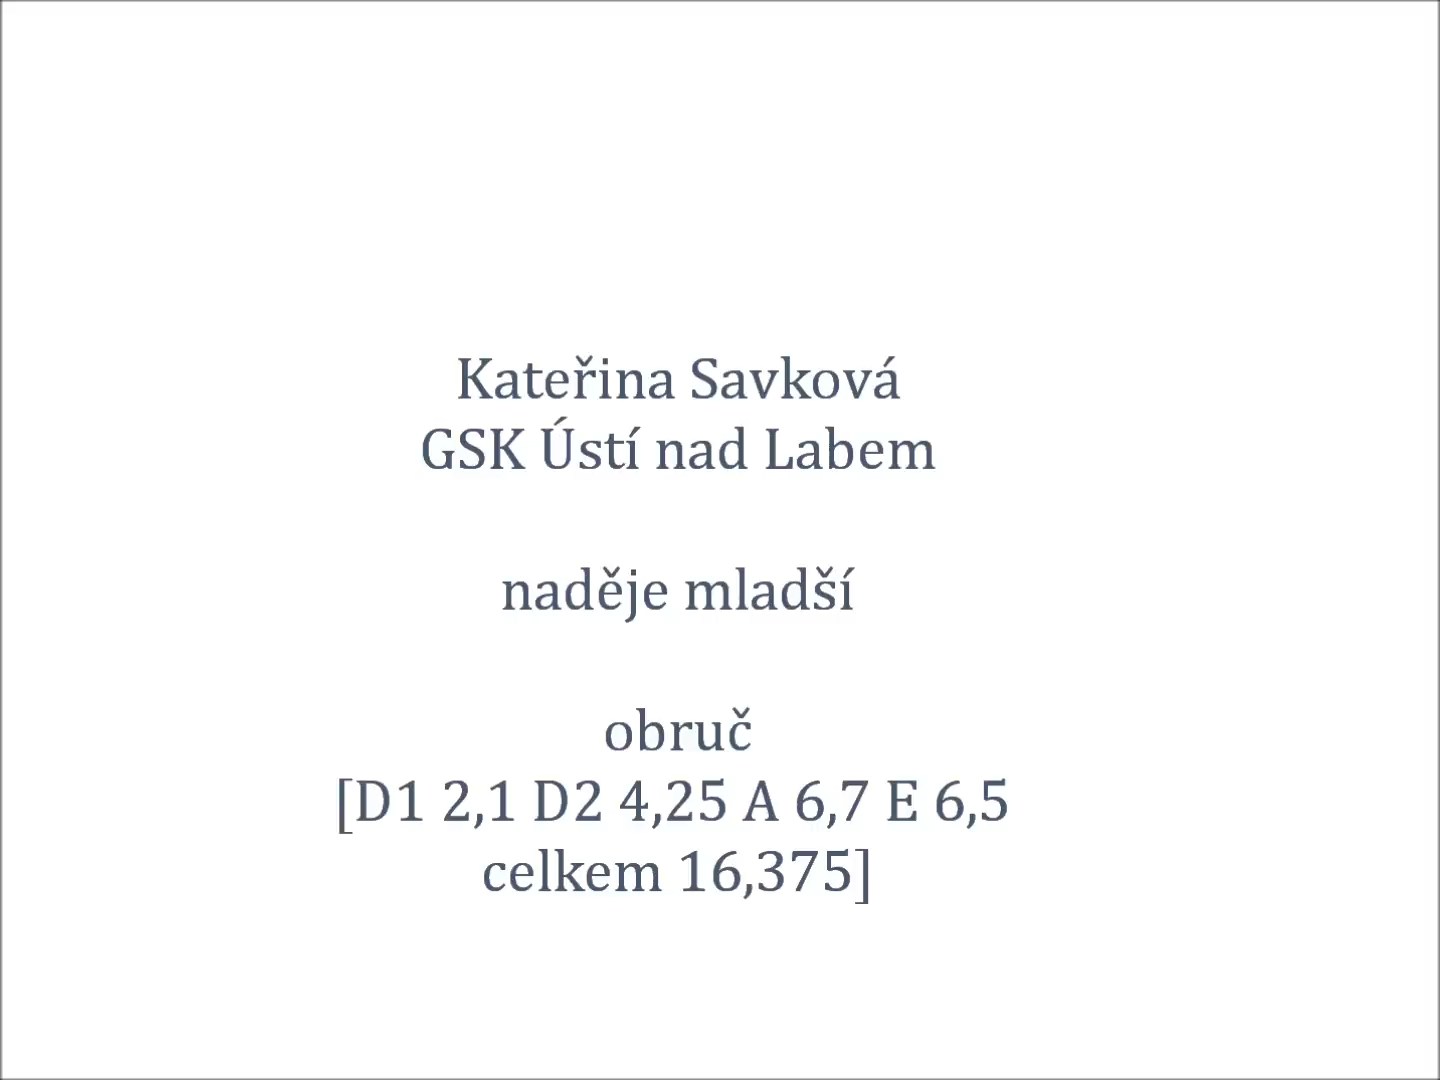 Kateřina Savková
GSK Ústí nad Labem
naděje mladší
obruč
[D1 2,1 D2 4,25 A 6,7 E 6,5
celkem 16,375]